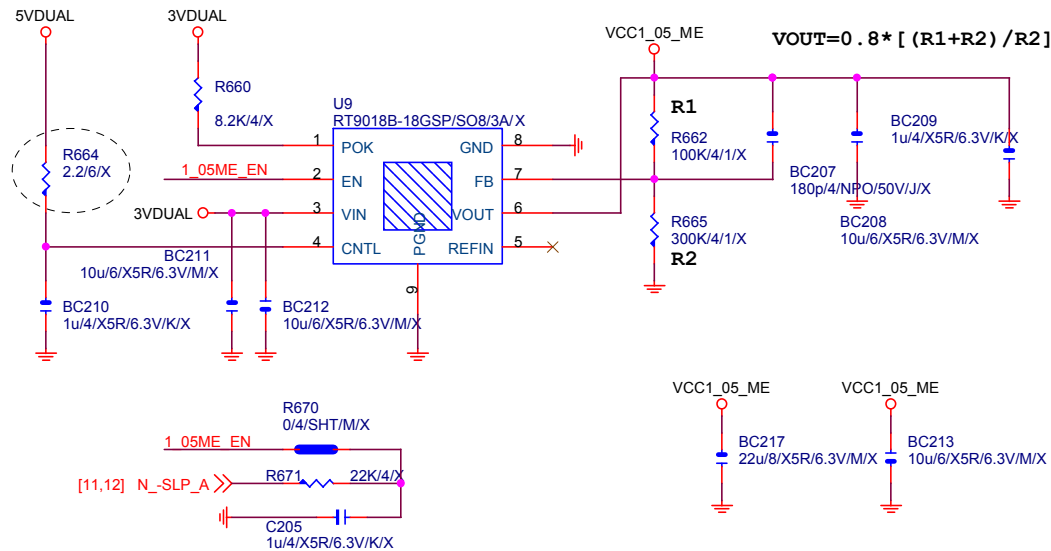 5VDUAL
3VDUAL
VCC1_05_ME
VOUT=0.8*[(R1+R2)/R2]
R660
8.2K/4/X
U9
RT9018B-18GSP/SO8/3A/X
R1
R662
100K/4/1/X
BC209
1u/4/X5R/6.3V/K/X
R664
2.2/6/X
1 POK
GND 8
1_05ME_EN
2 EN
FB 7
BC207
180p/4/NPO/50V/J/X
3VDUAL
3 VIN
VOUT 6
R665
300K/4/1/X
R2
BC208
10u/6/X5R/6.3V/M/X
4 CNTL
PGND
REFIN 5
BC211
10u/6/X5R/6.3V/M/X
9
BC210
1u/4/X5R/6.3V/K/X
BC212
10u/6/X5R/6.3V/M/X
R670
0/4/SHT/M/X
1_05ME_EN
R671 22K/4/X
[11,12] N_-SLP_A
C205
1u/4/X5R/6.3V/K/X
VCC1_05_ME
VCC1_05_ME
BC217
22u/8/X5R/6.3V/M/X
BC213
10u/6/X5R/6.3V/M/X